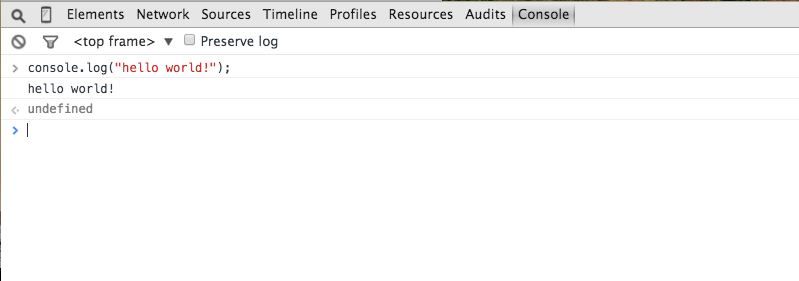 Elements Network Sources Timeline Profiles Resources Audits Console
<top frame> ▼ Preserve log
> console.log("hello world!");
hello world!
undefined
>